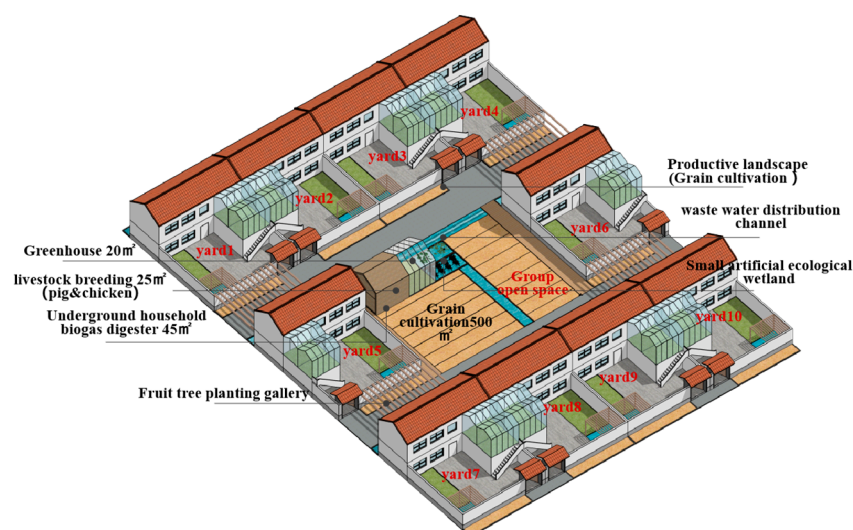 yard4
yard3
Productive landscape
(Grain cultivation )
yard2
waste water distribution
channel
yard6
yard1
Greenhouse 20㎡
Group
open space
Small artificial ecological
wetland
livestock breeding 25㎡
(pig&chicken)
Grain
cultivation500
㎡
Underground household
biogas digester 45㎡
yard10
yard5
yard9
Fruit tree planting gallery
yard8
yard7